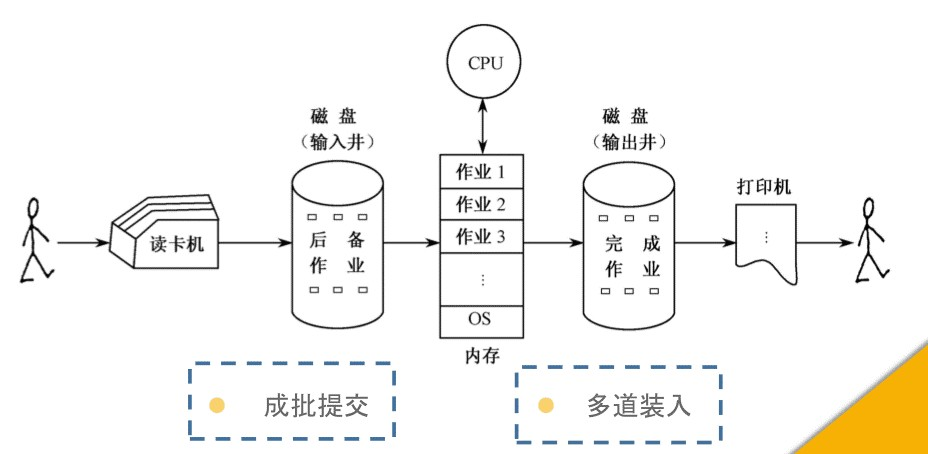 CPU
磁 盘
（输入井）
磁 盘
（输出井）
作业 1
作业 2
作业 3
⋮
OS
内存
读卡机
后 备
作 业
完 成
作 业
打印机
⋮
成批提交
多道装入